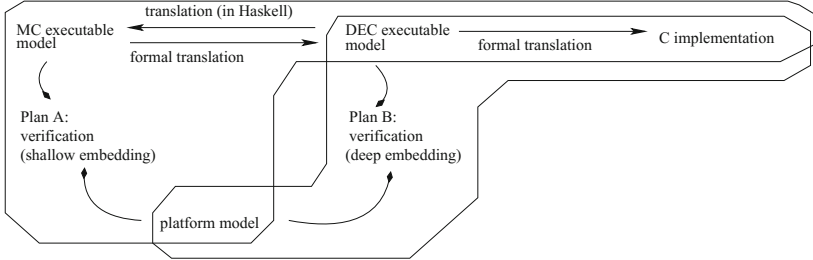 translation (in Haskell)
MC executable
model
DEC executable
model
C implementation
formal translation
formal translation
Plan A:
verification
(shallow embedding)
Plan B:
verification
(deep embedding)
platform model